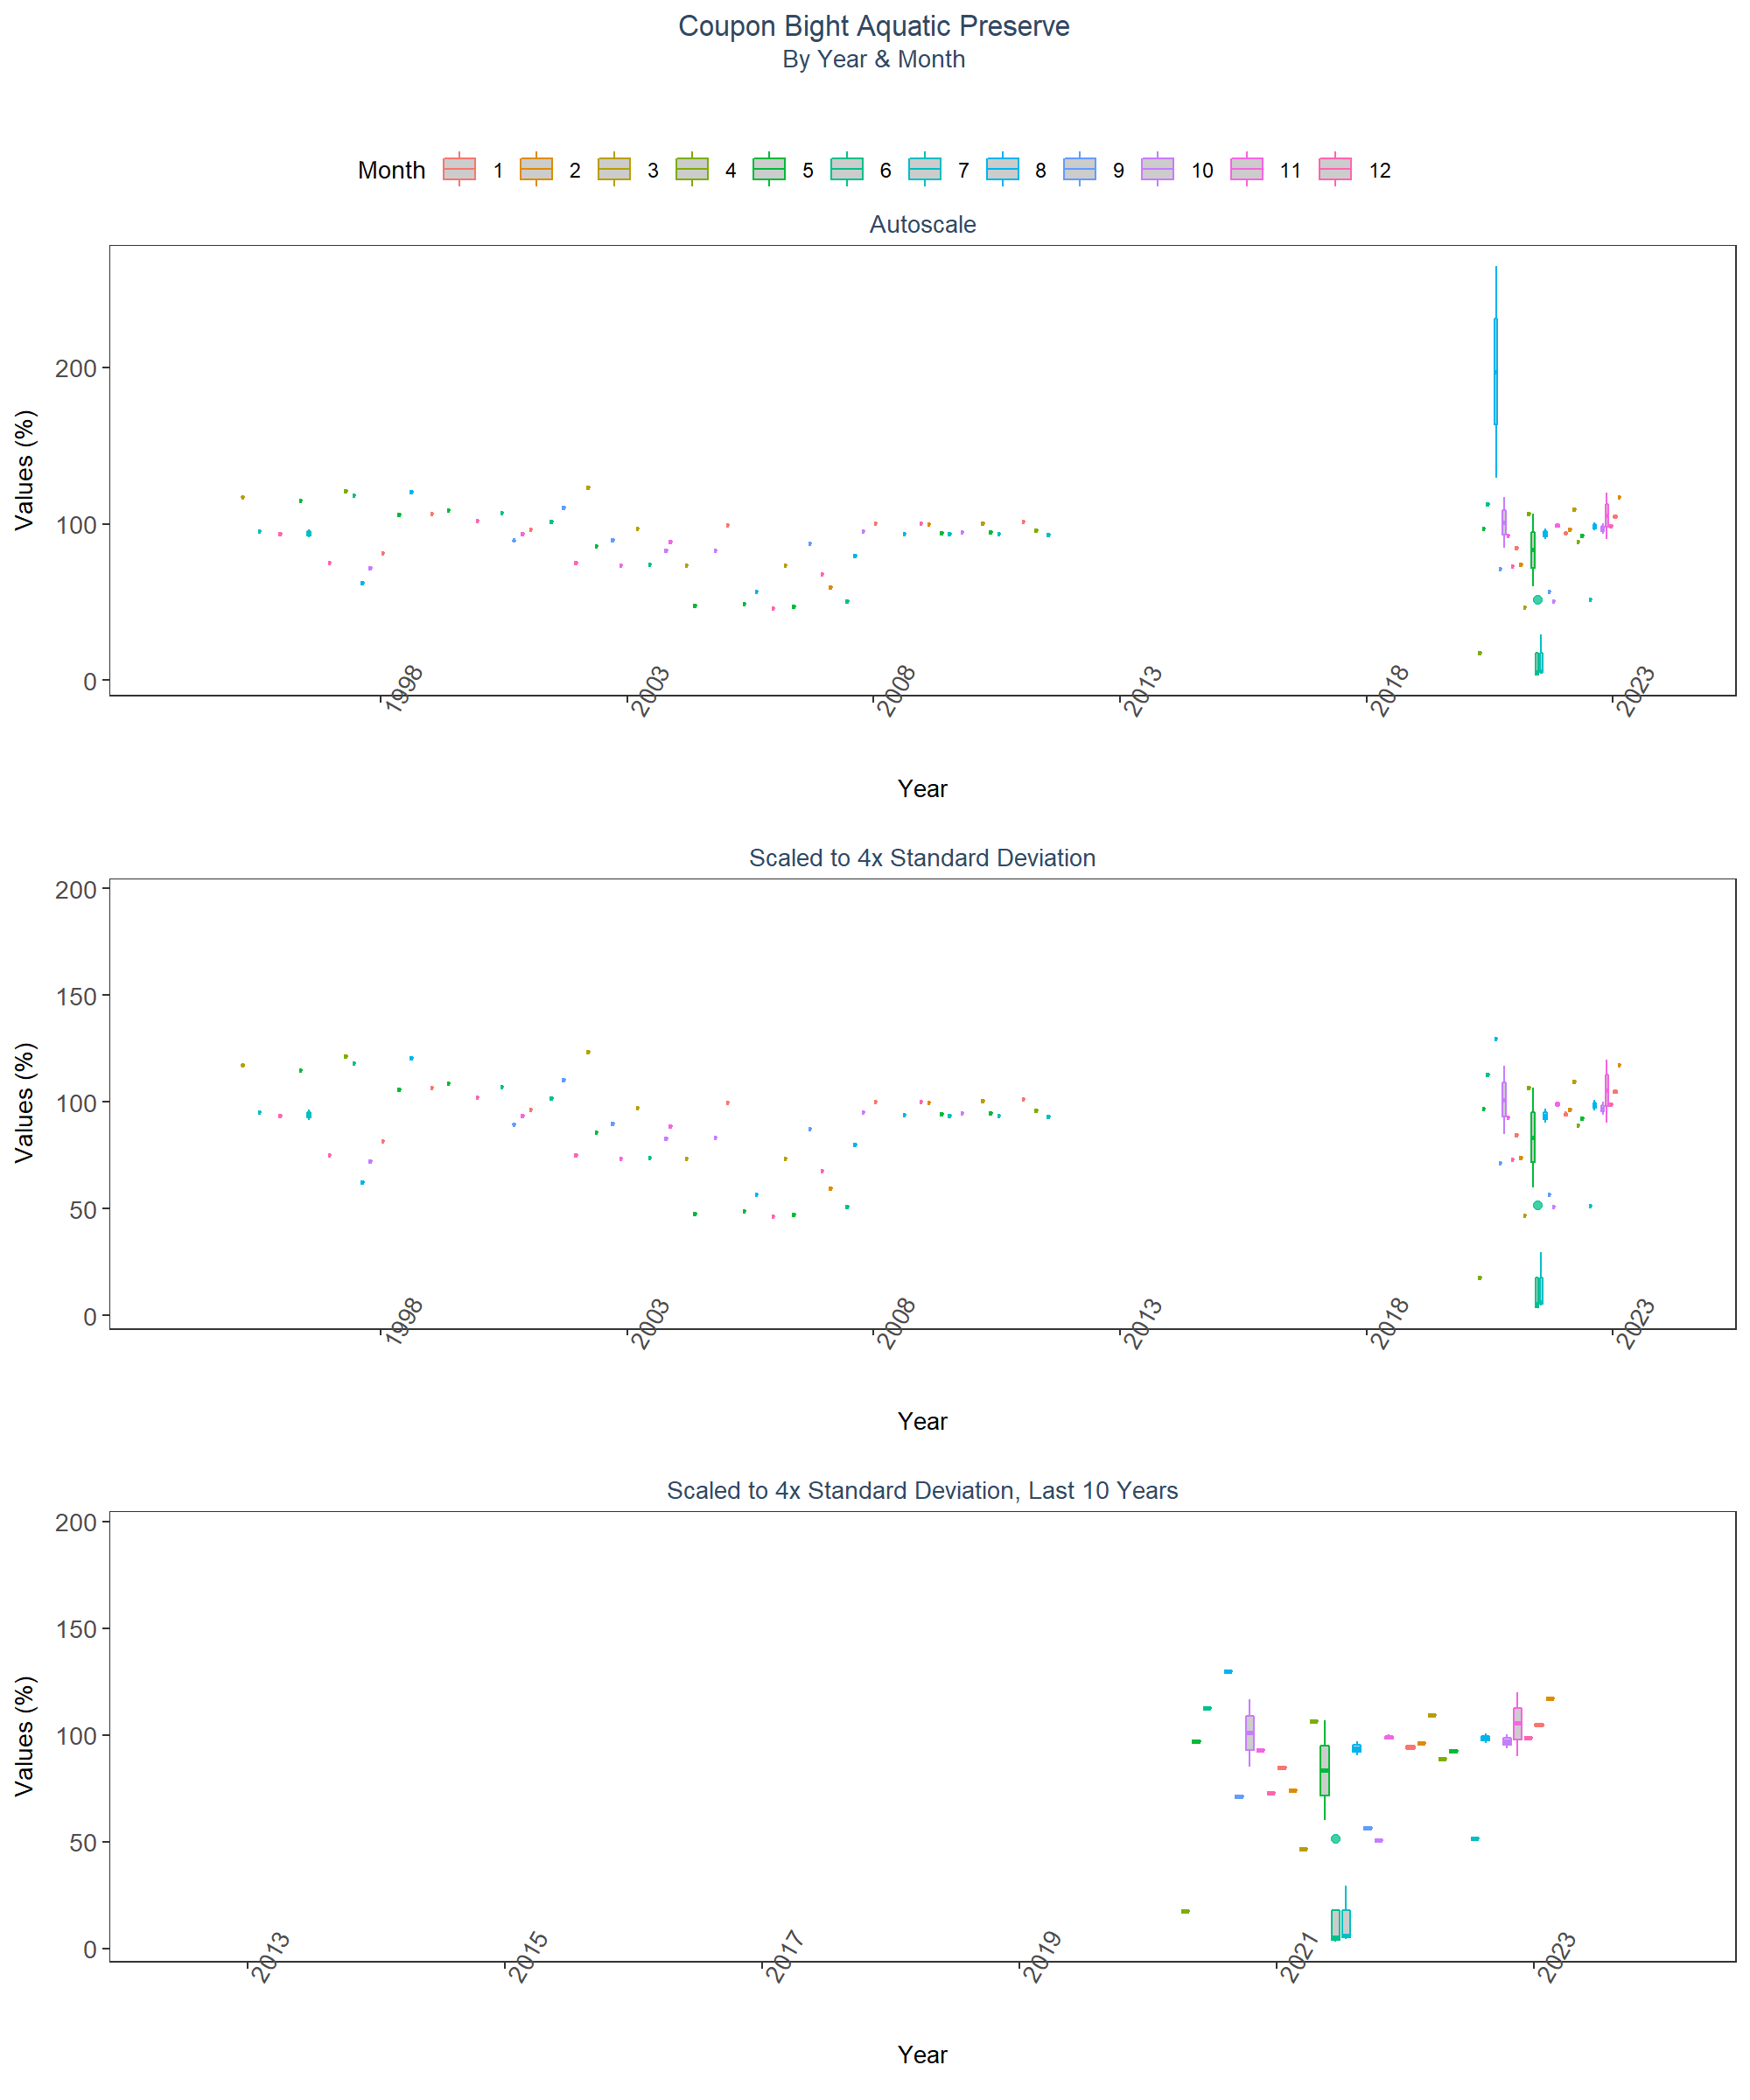 Coupon Bight Aquatic Preserve
By Year & Month
Month 1 2 3 4 5 6 7 8 9 10 11 12
Autoscale
Values (%)
200
100
0
1998 2003 2008 2013 2018 2023
Year
Scaled to 4x Standard Deviation
Values (%)
200
150
100
50
0
1998 2003 2008 2013 2018 2023
Year
Scaled to 4x Standard Deviation, Last 10 Years
Values (%)
200
150
100
50
0
2013 2015 2017 2019 2021 2023
Year